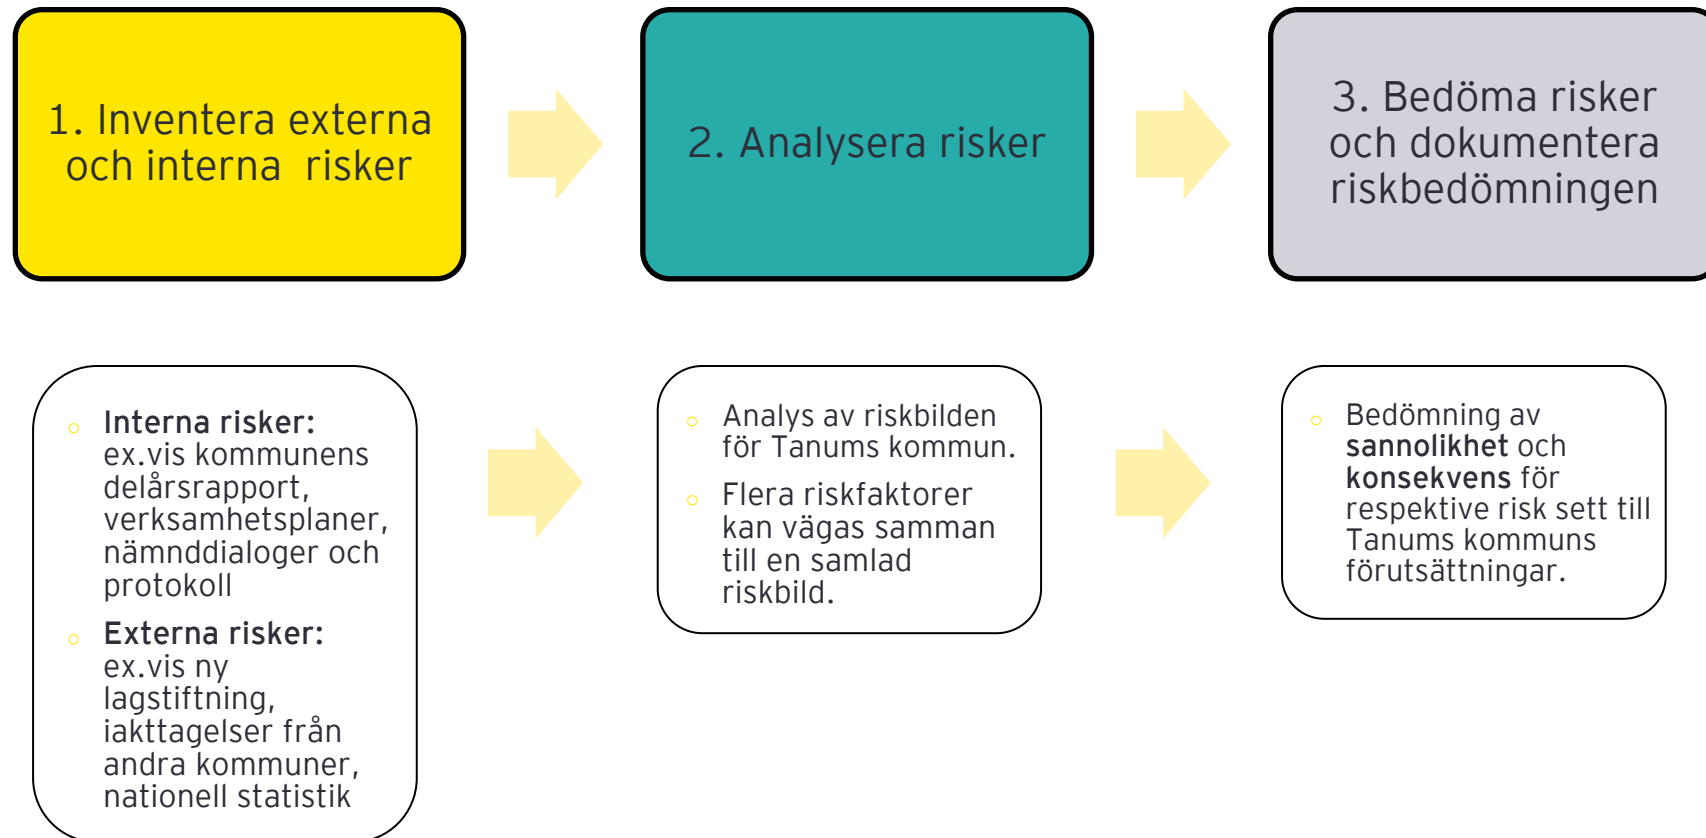 1. Inventera externa
och interna risker
2. Analysera risker
3. Bedöma risker
och dokumentera
riskbedömningen
Interna risker:
ex.vis kommunens
delårsrapport,
verksamhetsplaner,
nämnddialoger och
protokoll
Externa risker:
ex.vis ny
lagstiftning,
iakttagelser från
andra kommuner,
nationell statistik
Analys av riskbilden
för Tanums kommun.
Flera riskfaktorer
kan vägas samman
till en samlad
riskbild.
Bedömning av
sannolikhet och
konsekvens för
respektive risk sett till
Tanums kommuns
förutsättningar.